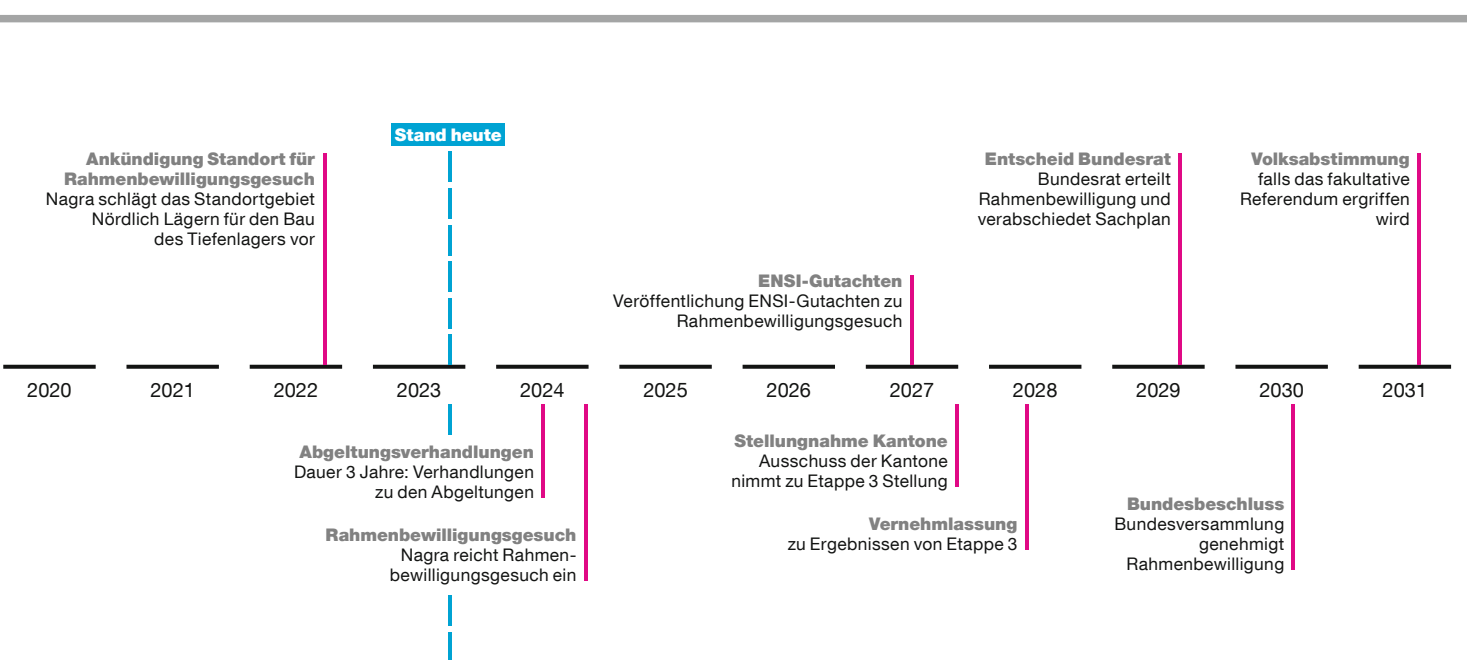 Stand heute
Ankündigung Standort für
Rahmenbewilligungsgesuch
Nagra schlägt das Standortgebiet
Nördlich Lägern für den Bau
des Tiefenlagers vor
Entscheid Bundesrat
Bundesrat erteilt
Rahmenbewilligung und
verabschiedet Sachplan
Volksabstimmung
falls das fakultative
Referendum ergriffen
wird
ENSI-Gutachten
Veröffentlichung ENSI-Gutachten zu
Rahmenbewilligungsgesuch
2020 2021 2022 2023 2024 2025 2026 2027 2028 2029 2030 2031
Abgeltungsverhandlungen
Dauer 3 Jahre: Verhandlungen
zu den Abgeltungen
Rahmenbewilligungsgesuch
Nagra reicht Rahmen-
bewilligungsgesuch ein
Stellungnahme Kantone
Ausschuss der Kantone
nimmt zu Etappe 3 Stellung
Vernehmlassung
zu Ergebnissen von Etappe 3
Bundesbeschluss
Bundesversammlung
genehmigt
Rahmenbewilligung